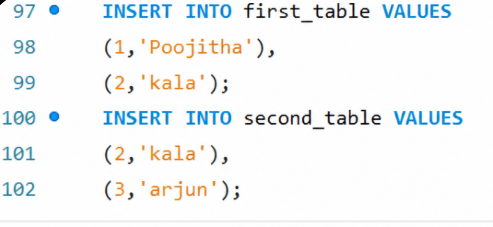 97 INSERT INTO first_table VALUES
98 (1,'Poojitha'),
99 (2,'kala');
100 INSERT INTO second_table VALUES
101 (2,'kala'),
102 (3,'arjun');